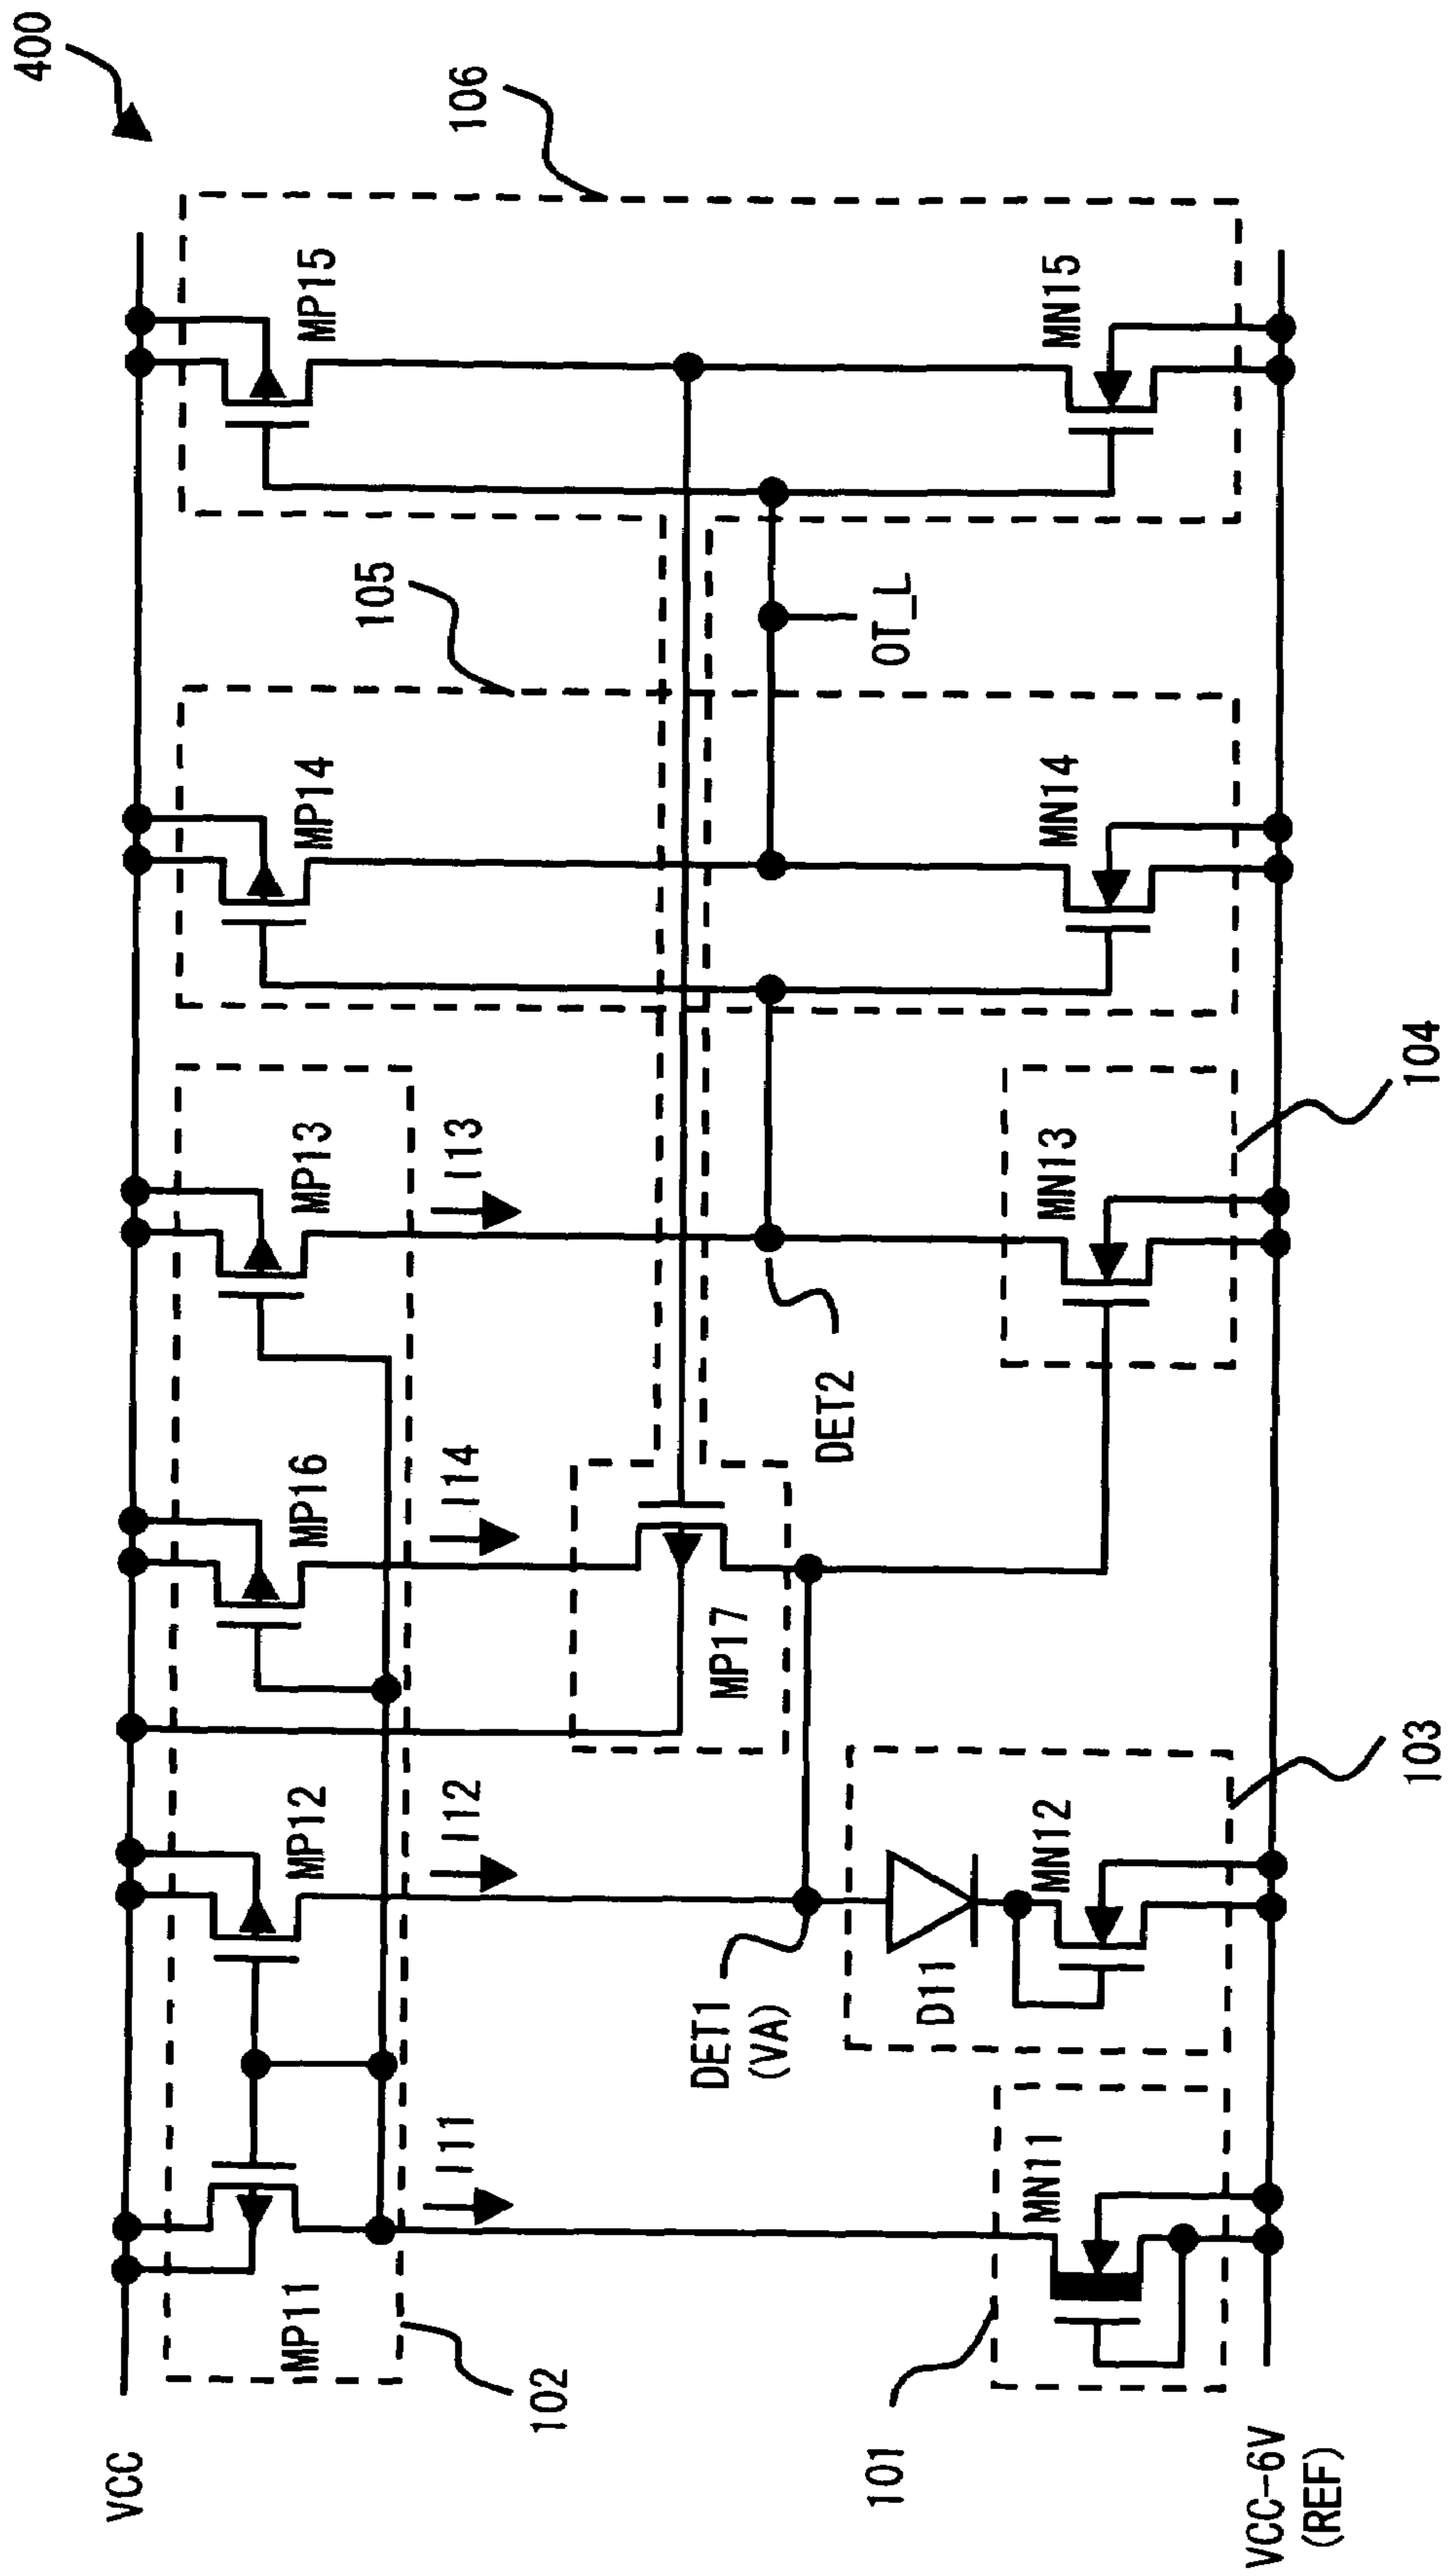 400
106
105
VCC
MP11
MP12
MP16
MP13
MP14
MP15
102
I11
I12
I14
I13
MP17
DET1
(VA)
DET2
OT_L
D11
MN11
MN12
MN13
MN14
MN15
101
103
104
VCC-6V
(REF)